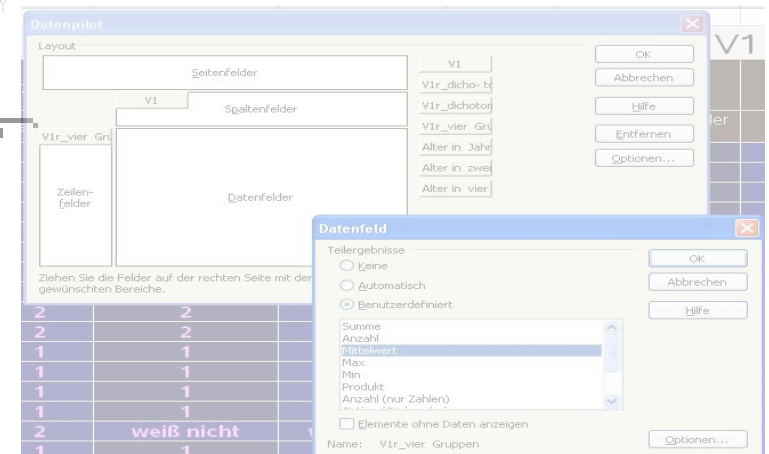 Datenpilot
Layout
V1
Seitenfelder
V1
Spaltenfelder
V1r_vier Gru
Zeilen-
felder
Datenfelder
V1
V1r_dicho- to
V1r_dichoton
V1r_vier Gru
Alter in Jahr
Alter in zwei
Alter in vier
OK
Abbrechen
Hilfe
Entfernen
Optionen...
Ziehen Sie die Felder auf der rechten Seite mit der
gewünschten Bereiche.
Datenfeld
Teilergebnisse
Keine
Automatisch
Benutzerdefiniert
Summe
Anzahl
Mittelwert
Max
Min
Produkt
Anzahl (nur Zahlen)
Elemente ohne Daten anzeigen
Name: V1r_vier Gruppen
OK
Abbrechen
Hilfe
Optionen...
2 2
2 2
1 1
1 1
1 1
1 1
2 weiß nicht
1 1